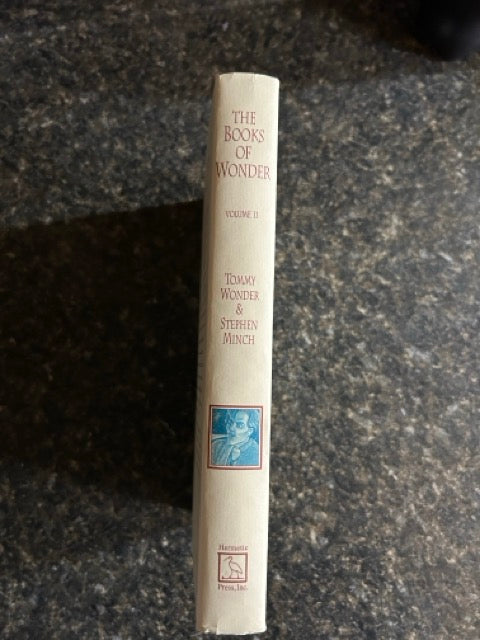 THE
BOOKS
OF
WONDER
VOLUME II
TOMMY
WONDER
&
STEPHEN
MINCH
Hermetic
Press, Inc.